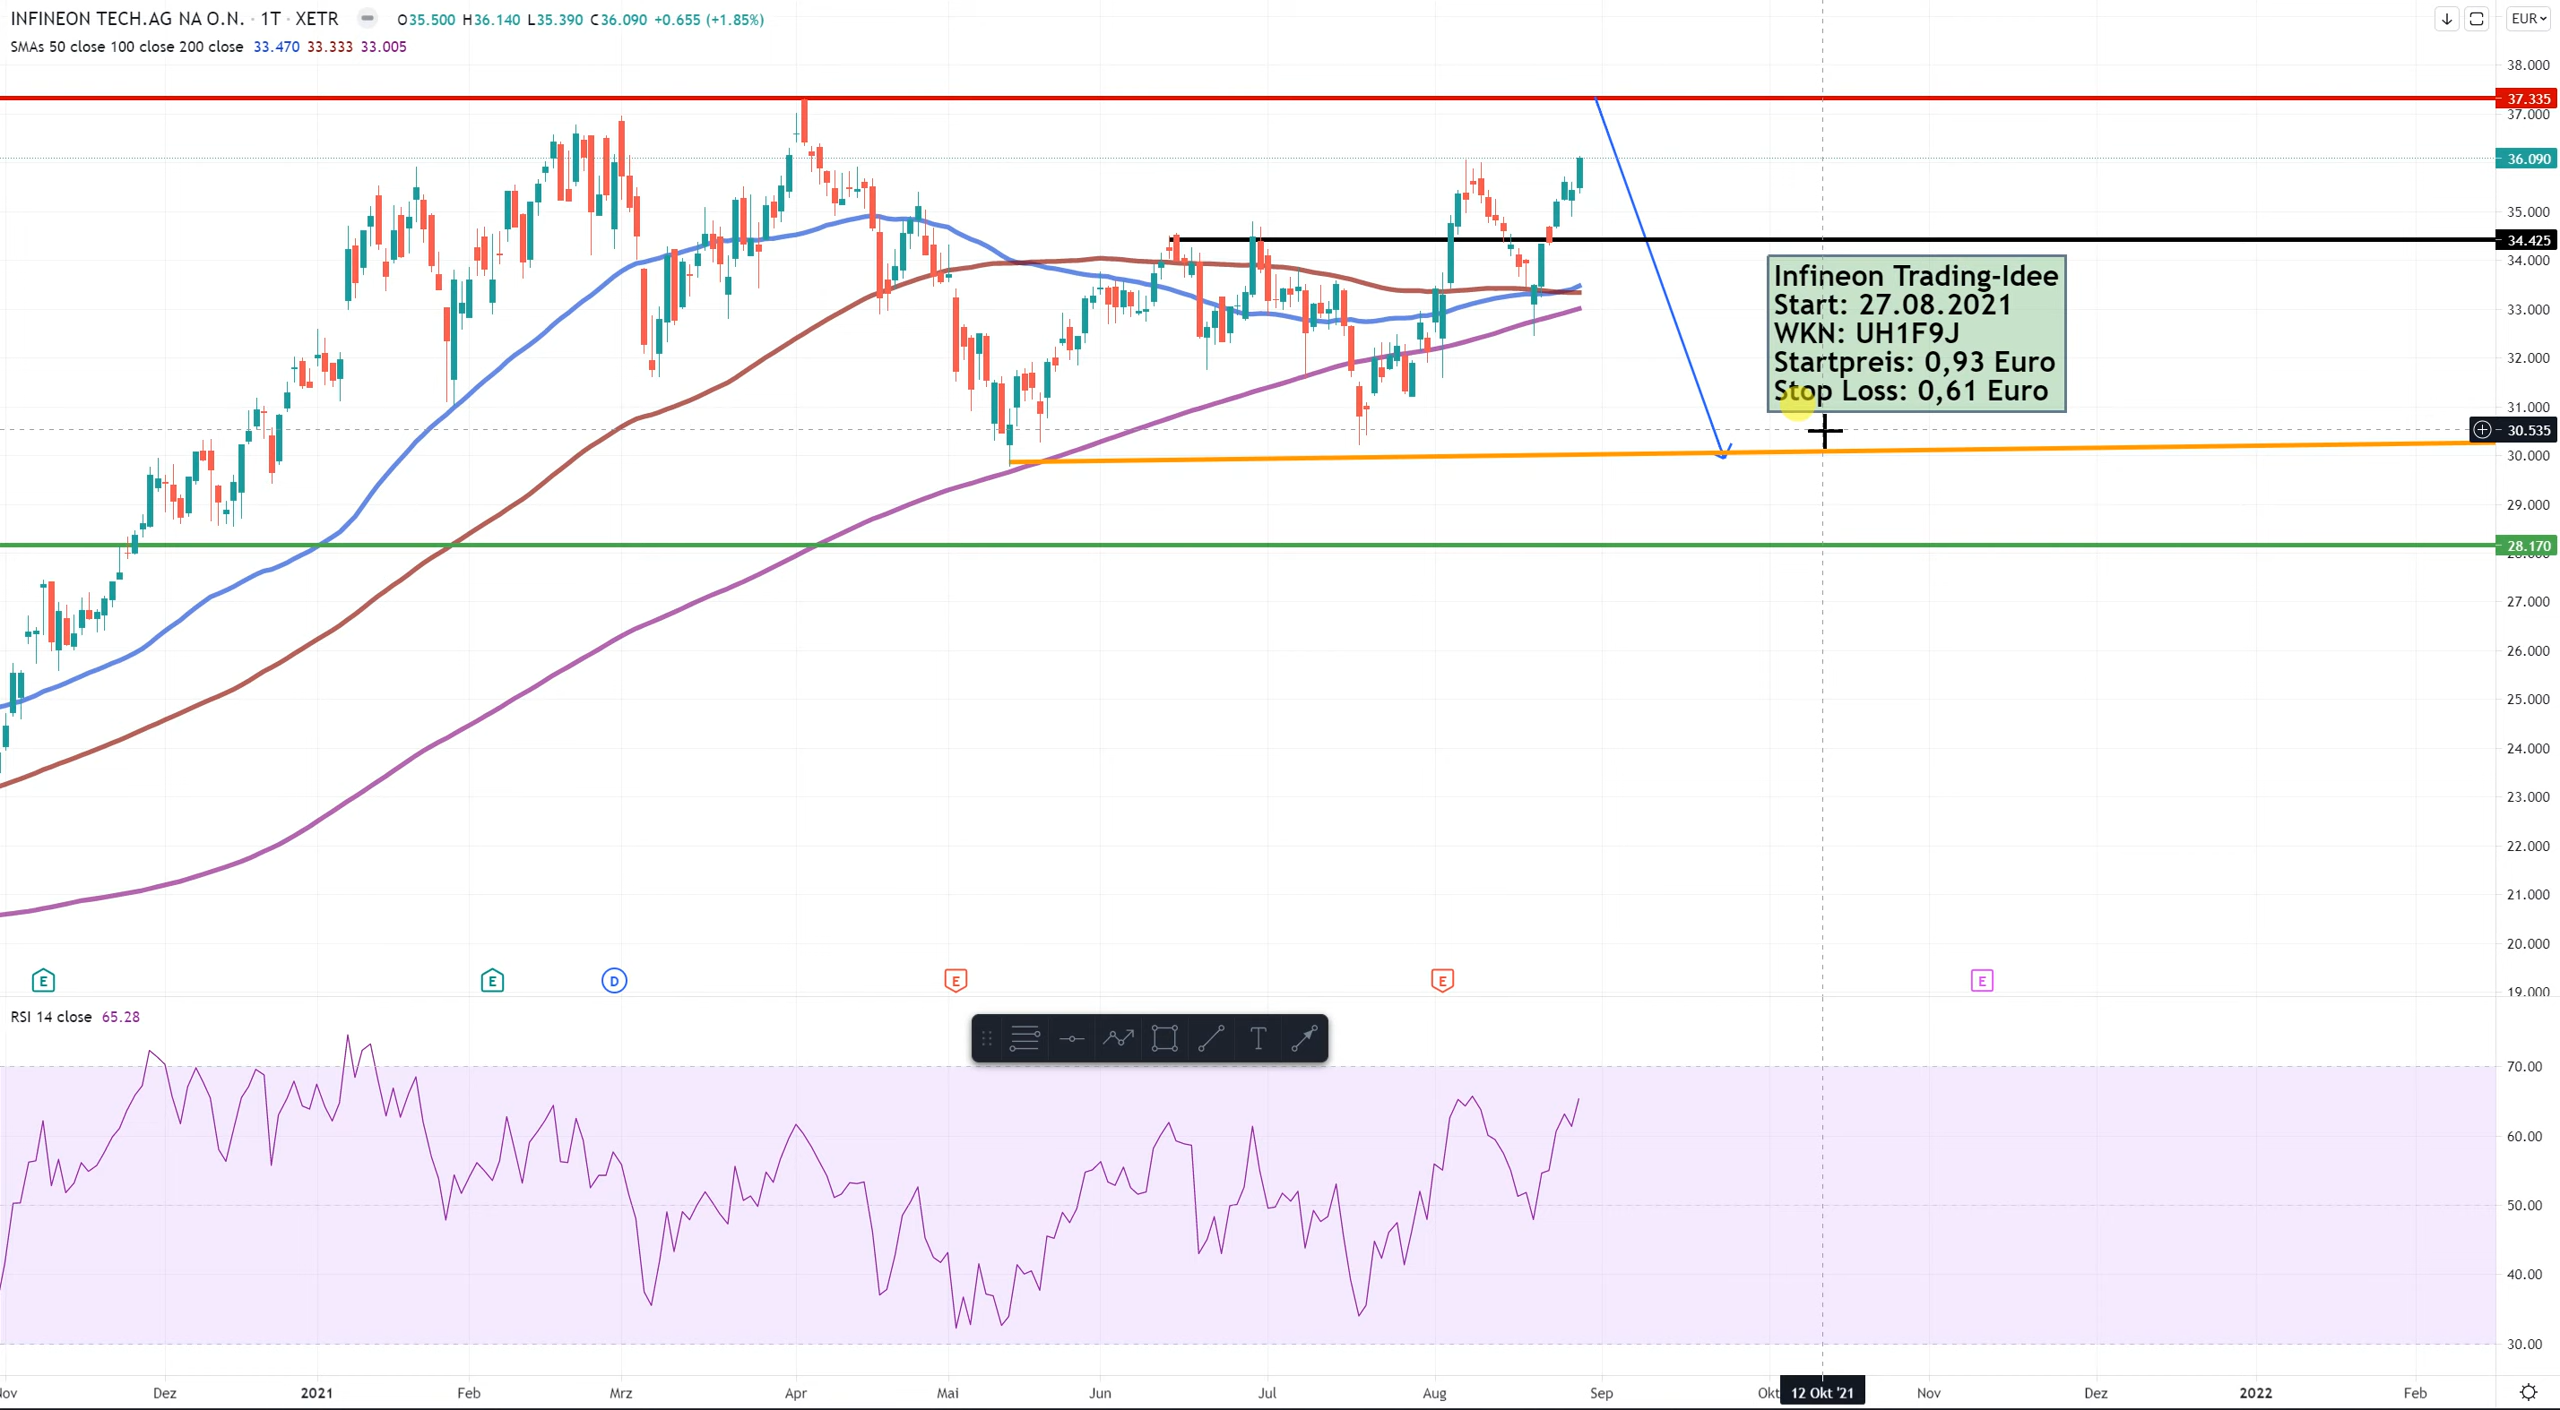 INFINEON TECH.AG NA O.N. · 1T · XETR O35.500 H36.140 L35.390 C36.090 +0.655 (+1.85%)
EUR
SMAs 50 close 100 close 200 close 33.470 33.333 33.005
38.000
37.335
37.000
36.090
35.000
34.425
34.000
Infineon Trading-Idee
Start: 27.08.2021
WKN: UH1F9J
Startpreis: 0,93 Euro
Stop Loss: 0,61 Euro
33.000
32.000
31.000
30.535
30.000
29.000
28.170
27.000
26.000
25.000
24.000
23.000
22.000
21.000
20.000
19.000
E E D E E E
RSI 14 close 65.28
T
70.00
60.00
50.00
40.00
30.00
Nov Dez 2021 Feb Mrz Apr Mai Jun Jul Aug Sep Okt 12 Okt '21 Nov Dez 2022 Feb